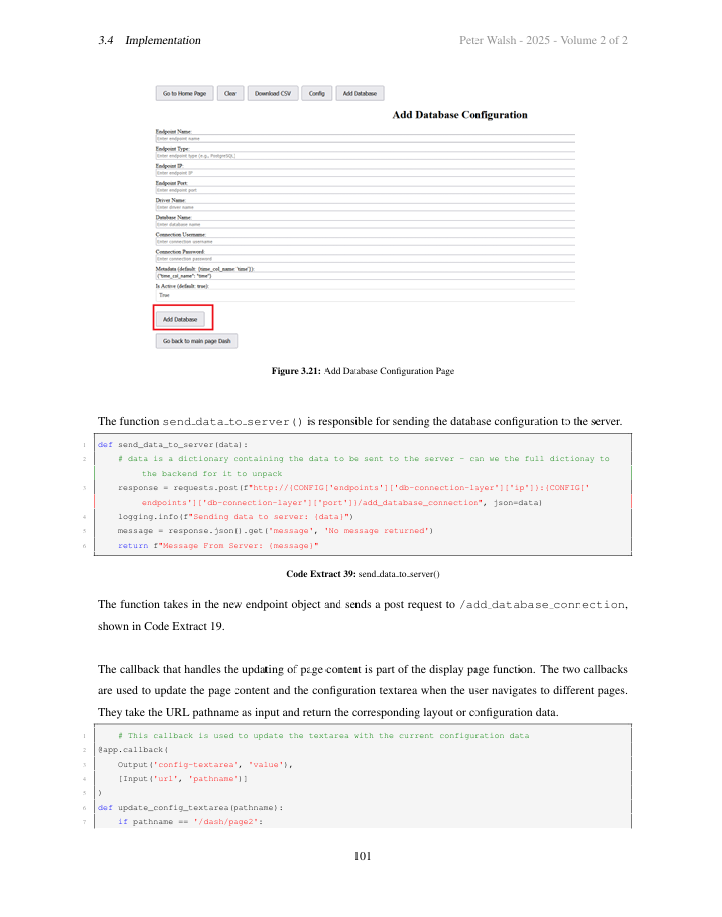 3.4 Implementation
Peter Walsh - 2025 - Volume 2 of 2
Go to Home Page
Clear
Download CSV
Config
Add Database
Add Database Configuration
Endpoint Name:
Enter endpoint name
Endpoint Type:
Enter endpoint type (e.g., PostgreSQL)
Endpoint IP:
Enter endpoint IP
Endpoint Port:
Enter endpoint port
Driver Name:
Enter driver name
Database Name:
Enter database name
Connection Username:
Enter connection username
Connection Password:
Enter connection password
Metadata (default: {time_col_name: 'time'}):
{"time_col_name": "time"}
Is Active (default: true):
True
Add Database
Go back to main page Dash
Figure 3.21: Add Database Configuration Page
The function send_data_to_server() is responsible for sending the database configuration to the server.
1 def send_data_to_server(data):
2 # data is a dictionary containing the data to be sent to the server - can we the full dictionay to
the backend for it to unpack
3 response = requests.post(f"http://{CONFIG['endpoints']['db-connection-layer']['ip']}:{CONFIG['
endpoints']['db-connection-layer']['port']}/add_database_connection", json=data)
4 logging.info(f"Sending data to server: {data}")
5 message = response.json().get('message', 'No message returned')
6 return f"Message From Server: {message}"
Code Extract 39: send_data_to_server()
The function takes in the new endpoint object and sends a post request to /add_database_connection,
shown in Code Extract 19.
The callback that handles the updating of page-content is part of the display page function. The two callbacks
are used to update the page content and the configuration textarea when the user navigates to different pages.
They take the URL pathname as input and return the corresponding layout or configuration data.
1 # This callback is used to update the textarea with the current configuration data
2 @app.callback(
3 Output('config-textarea', 'value'),
4 [Input('url', 'pathname')]
5 )
6 def update_config_textarea(pathname):
7 if pathname == '/dash/page2':
101